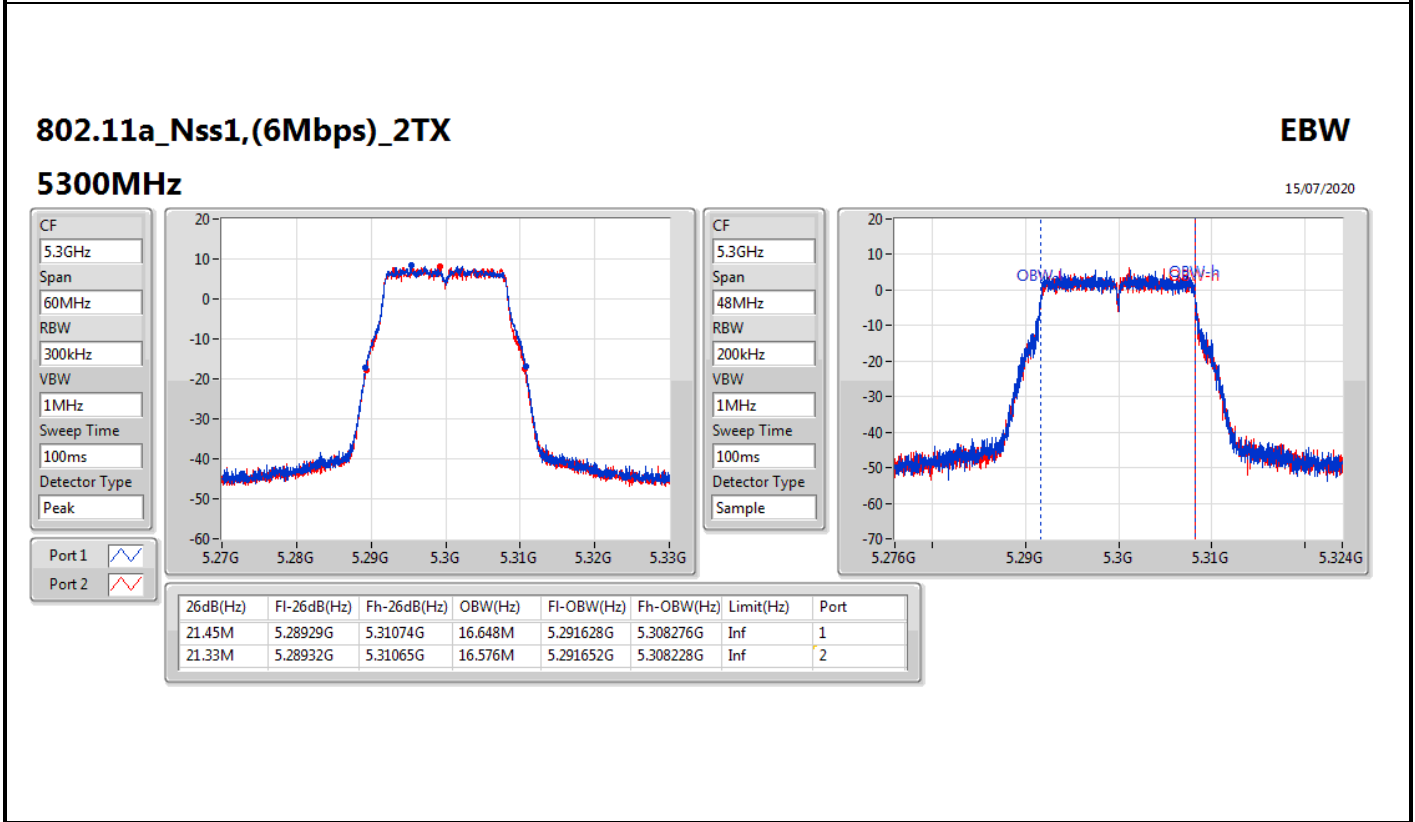 802.11a_Nss1,(6Mbps)_2TX
EBW
5300MHz
15/07/2020
CF
5.3GHz
Span
60MHz
RBW
300kHz
VBW
1MHz
Sweep Time
100ms
Detector Type
Peak
Port 1
Port 2
20
10
0
-10
-20
-30
-40
-50
-60
5.27G 5.28G 5.29G 5.3G 5.31G 5.32G 5.33G
CF
5.3GHz
Span
48MHz
RBW
200kHz
VBW
1MHz
Sweep Time
100ms
Detector Type
Sample
20
10
0
-10
-20
-30
-40
-50
-60
-70
OBW-h
5.276G 5.29G 5.3G 5.31G 5.324G
26dB(Hz) Fl-26dB(Hz) Fh-26dB(Hz) OBW(Hz) Fl-OBW(Hz) Fh-OBW(Hz) Limit(Hz) Port
21.45M 5.28929G 5.31074G 16.648M 5.291628G 5.308276G Inf 1
21.33M 5.28932G 5.31065G 16.576M 5.291652G 5.308228G Inf 2